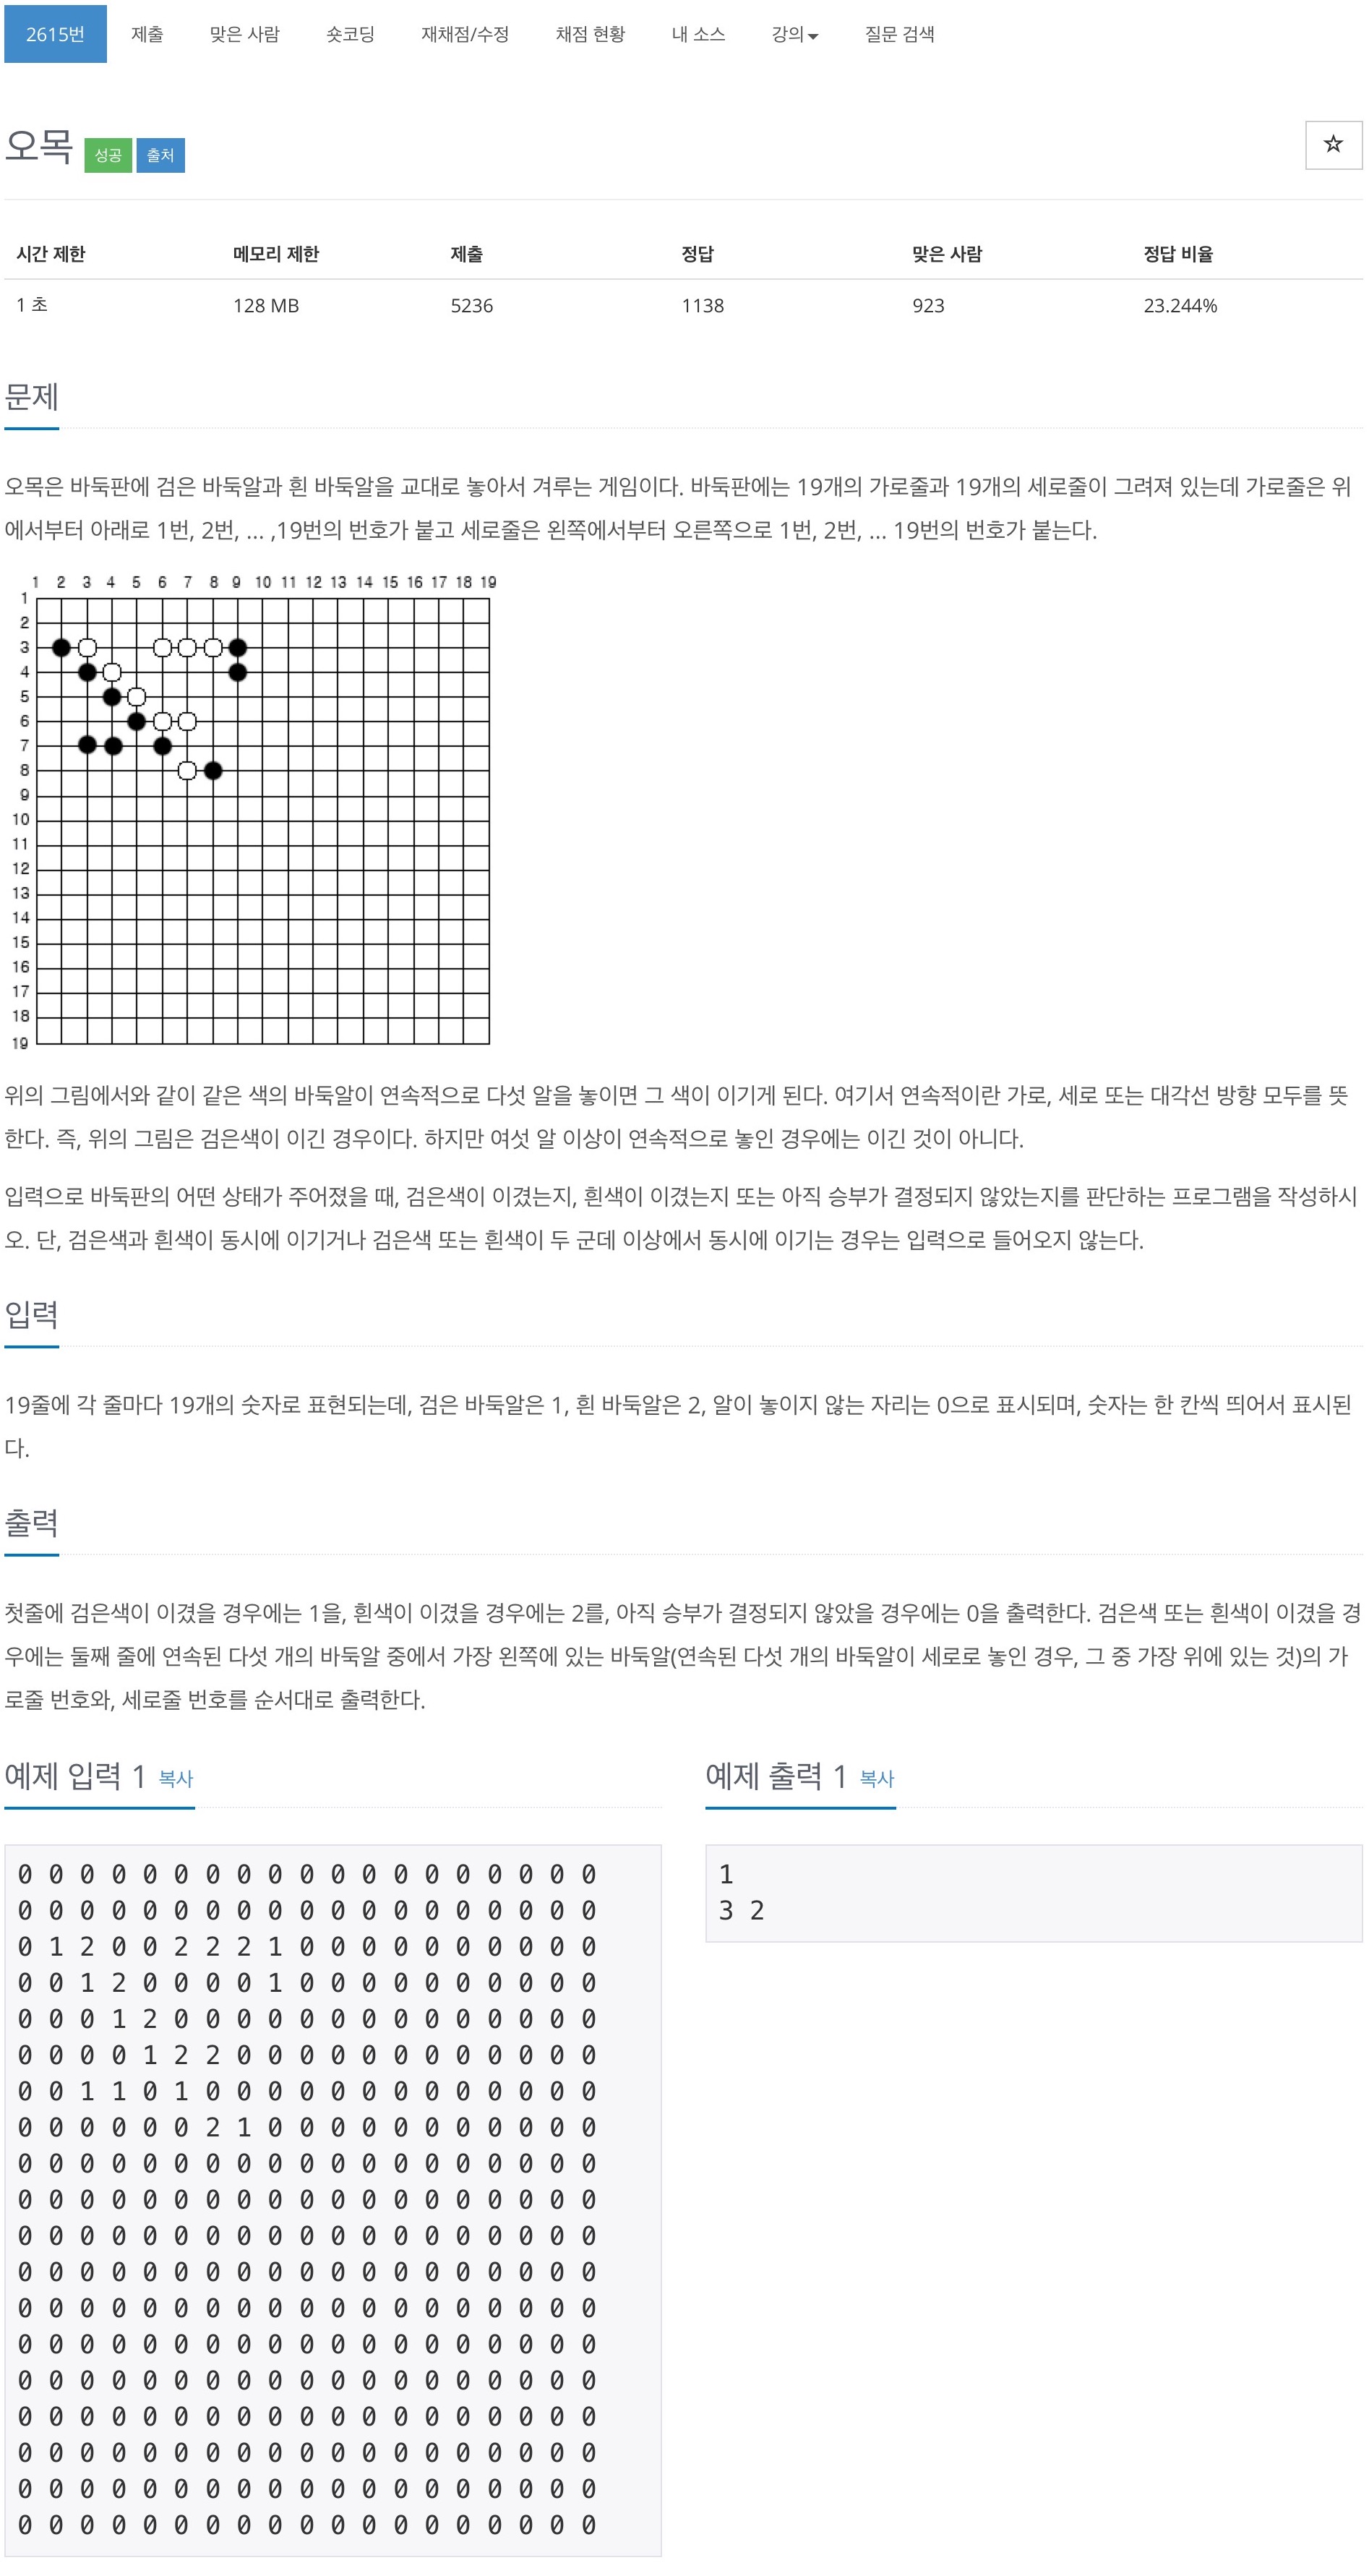 2615번 제출 맞은 사람 숏코딩 재채점/수정 채점 현황 내 소스 강의 질문 검색
오목 성공 출처
시간 제한 메모리 제한 제출 정답 맞은 사람 정답 비율
1 초 128 MB 5236 1138 923 23.244%
문제
오목은 바둑판에 검은 바둑알과 흰 바둑알을 교대로 놓아서 겨루는 게임이다. 바둑판에는 19개의 가로줄과 19개의 세로줄이 그려져 있는데 가로줄은 위
에서부터 아래로 1번, 2번, ... ,19번의 번호가 붙고 세로줄은 왼쪽에서부터 오른쪽으로 1번, 2번, ... 19번의 번호가 붙는다.
1 2 3 4 5 6 7 8 9 10 11 12 13 14 15 16 17 18 19
1
2
3
4
5
6
7
8
9
10
11
12
13
14
15
16
17
18
19
위의 그림에서와 같이 같은 색의 바둑알이 연속적으로 다섯 알을 놓이면 그 색이 이기게 된다. 여기서 연속적이란 가로, 세로 또는 대각선 방향 모두를 뜻
한다. 즉, 위의 그림은 검은색이 이긴 경우이다. 하지만 여섯 알 이상이 연속적으로 놓인 경우에는 이긴 것이 아니다.
입력으로 바둑판의 어떤 상태가 주어졌을 때, 검은색이 이겼는지, 흰색이 이겼는지 또는 아직 승부가 결정되지 않았는지를 판단하는 프로그램을 작성하시
오. 단, 검은색과 흰색이 동시에 이기거나 검은색 또는 흰색이 두 군데 이상에서 동시에 이기는 경우는 입력으로 들어오지 않는다.
입력
19줄에 각 줄마다 19개의 숫자로 표현되는데, 검은 바둑알은 1, 흰 바둑알은 2, 알이 놓이지 않는 자리는 0으로 표시되며, 숫자는 한 칸씩 띄어서 표시된
다.
출력
첫줄에 검은색이 이겼을 경우에는 1을, 흰색이 이겼을 경우에는 2를, 아직 승부가 결정되지 않았을 경우에는 0을 출력한다. 검은색 또는 흰색이 이겼을 경
우에는 둘째 줄에 연속된 다섯 개의 바둑알 중에서 가장 왼쪽에 있는 바둑알(연속된 다섯 개의 바둑알이 세로로 놓인 경우, 그 중 가장 위에 있는 것)의 가
로줄 번호와, 세로줄 번호를 순서대로 출력한다.
예제 입력 1 복사
0 0 0 0 0 0 0 0 0 0 0 0 0 0 0 0 0 0 0
0 0 0 0 0 0 0 0 0 0 0 0 0 0 0 0 0 0 0
0 1 2 0 0 2 2 2 1 0 0 0 0 0 0 0 0 0 0
0 0 1 2 0 0 0 0 1 0 0 0 0 0 0 0 0 0 0
0 0 0 1 2 0 0 0 0 0 0 0 0 0 0 0 0 0 0
0 0 0 0 1 2 2 0 0 0 0 0 0 0 0 0 0 0 0
0 0 1 1 0 1 0 0 0 0 0 0 0 0 0 0 0 0 0
0 0 0 0 0 0 2 1 0 0 0 0 0 0 0 0 0 0 0
0 0 0 0 0 0 0 0 0 0 0 0 0 0 0 0 0 0 0
0 0 0 0 0 0 0 0 0 0 0 0 0 0 0 0 0 0 0
0 0 0 0 0 0 0 0 0 0 0 0 0 0 0 0 0 0 0
0 0 0 0 0 0 0 0 0 0 0 0 0 0 0 0 0 0 0
0 0 0 0 0 0 0 0 0 0 0 0 0 0 0 0 0 0 0
0 0 0 0 0 0 0 0 0 0 0 0 0 0 0 0 0 0 0
0 0 0 0 0 0 0 0 0 0 0 0 0 0 0 0 0 0 0
0 0 0 0 0 0 0 0 0 0 0 0 0 0 0 0 0 0 0
0 0 0 0 0 0 0 0 0 0 0 0 0 0 0 0 0 0 0
0 0 0 0 0 0 0 0 0 0 0 0 0 0 0 0 0 0 0
0 0 0 0 0 0 0 0 0 0 0 0 0 0 0 0 0 0 0
예제 출력 1 복사
1
3 2